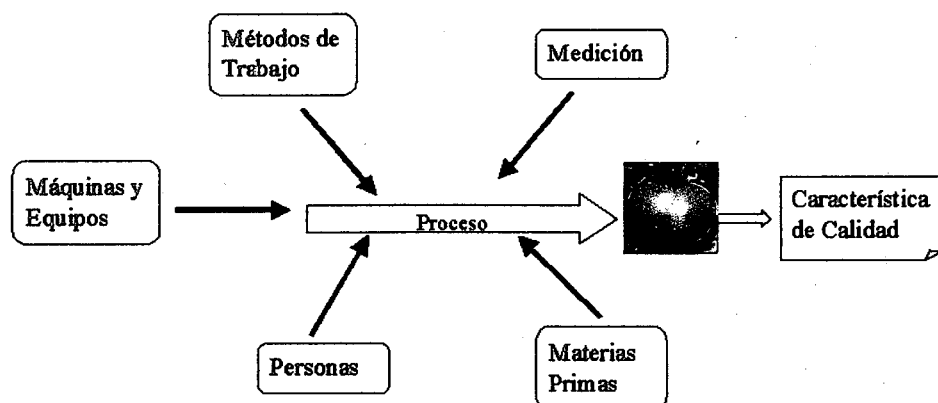 Métodos de
Trabajo
Medición
Máquinas y
Equipos
Proceso
Característica
de Calidad
Personas
Materias
Primas